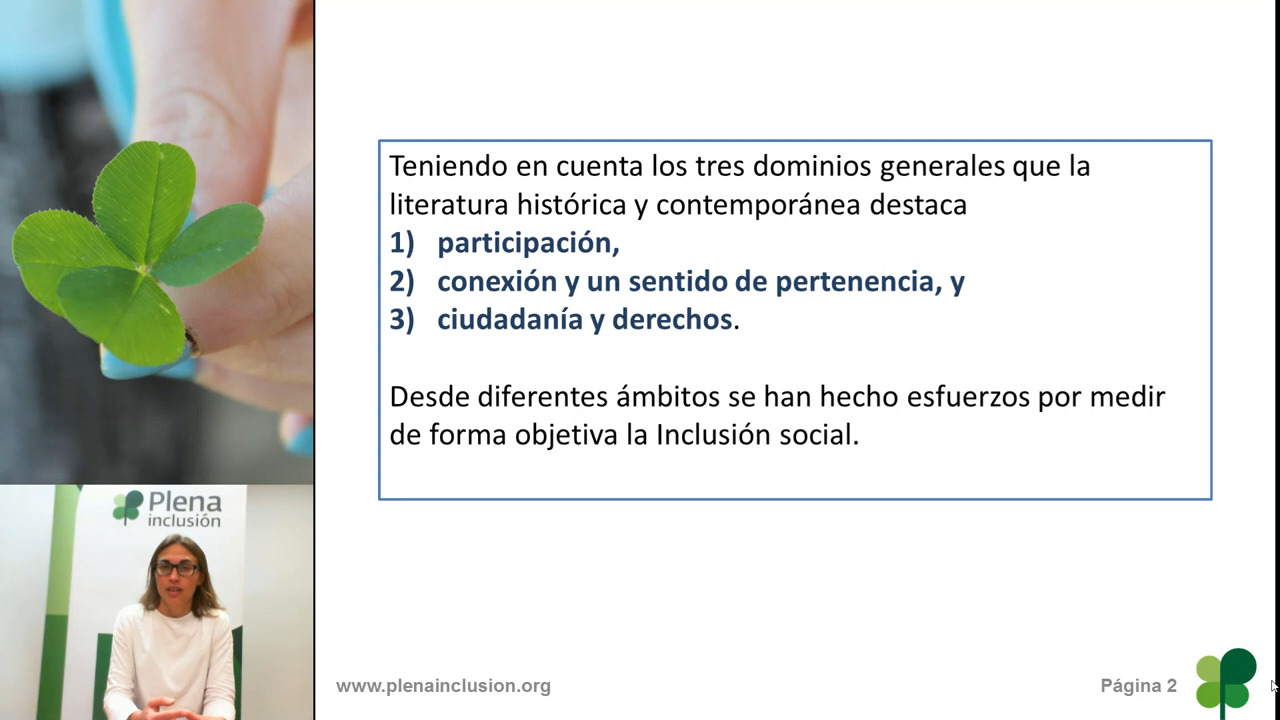 Teniendo en cuenta los tres dominios generales que la
literatura histórica y contemporánea destaca
1) participación,
2) conexión y un sentido de pertenencia, y
3) ciudadanía y derechos.
Desde diferentes ámbitos se han hecho esfuerzos por medir
de forma objetiva la Inclusión social.
Plena
inclusión
www.plenainclusion.org
Página 2